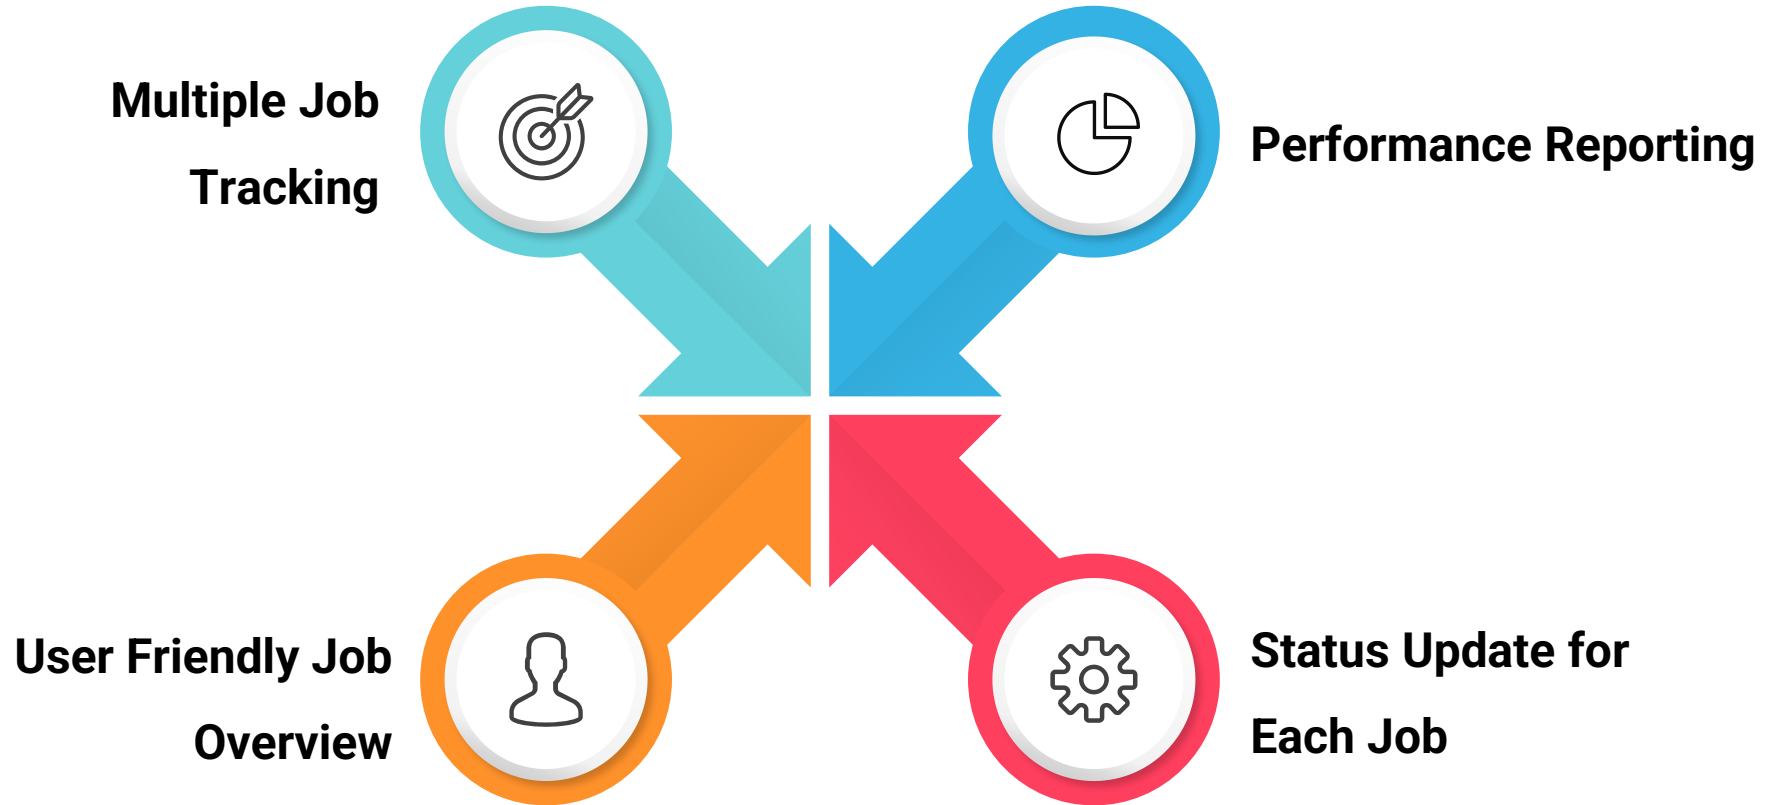 Multiple Job
Tracking
Performance Reporting
User Friendly Job
Overview
Status Update for
Each Job